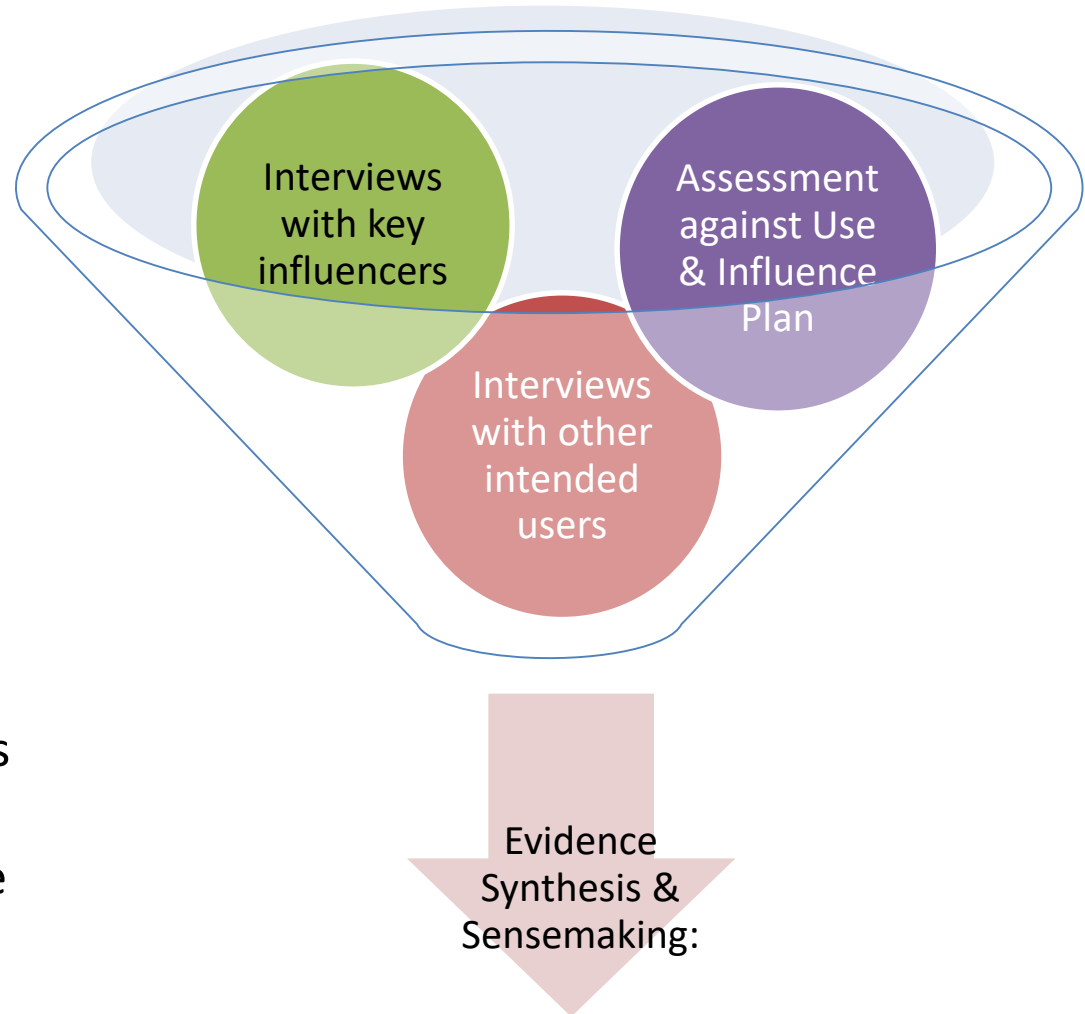 Interviews
with key
influencers
Assessment
against Use
& Influence
Plan
Interviews
with other
intended
users
s
e
Evidence
Synthesis &
Sensemaking: